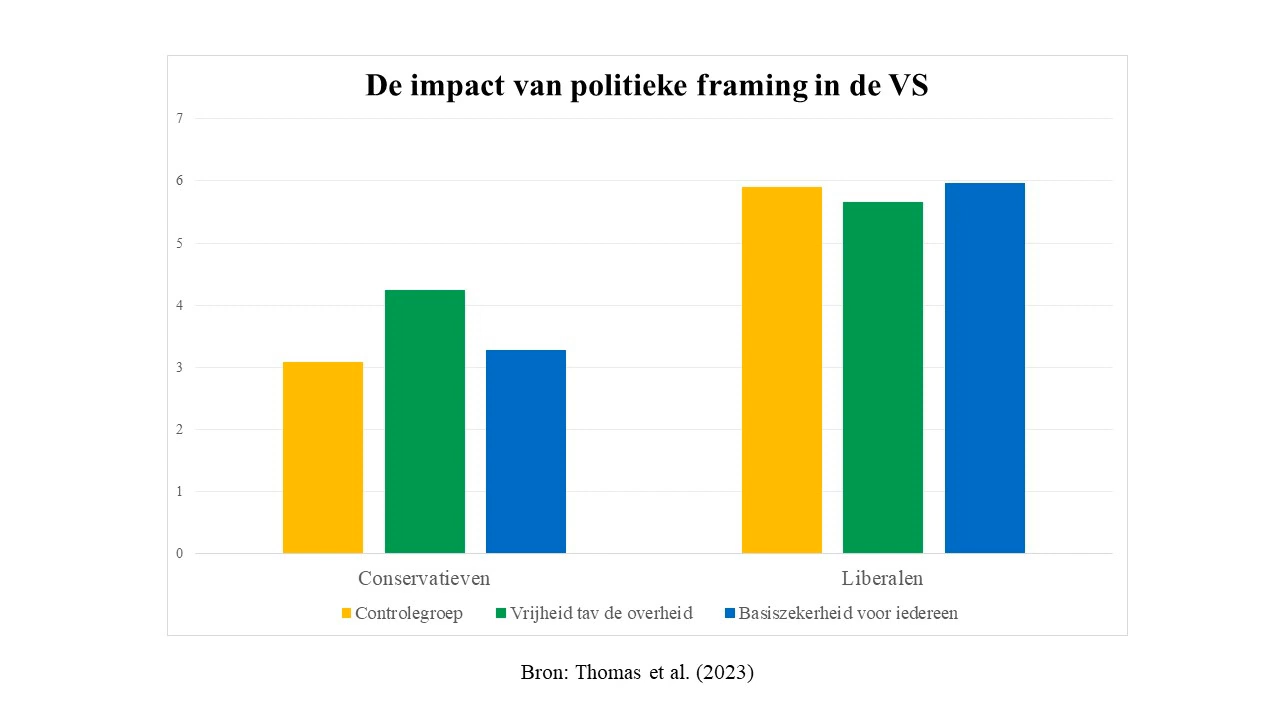 De impact van politieke framing in de VS
7
6
5
4
3
2
1
0
Conservatieven Liberalen
Controlegroep Vrijheid tav de overheid Basiszekerheid voor iedereen
Bron: Thomas et al. (2023)